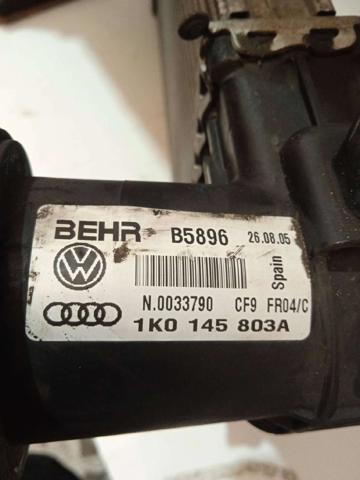 BEHR B5896 26.08.05
Spain
N.0033790 CF9 FR04/C
1K0 145 803A